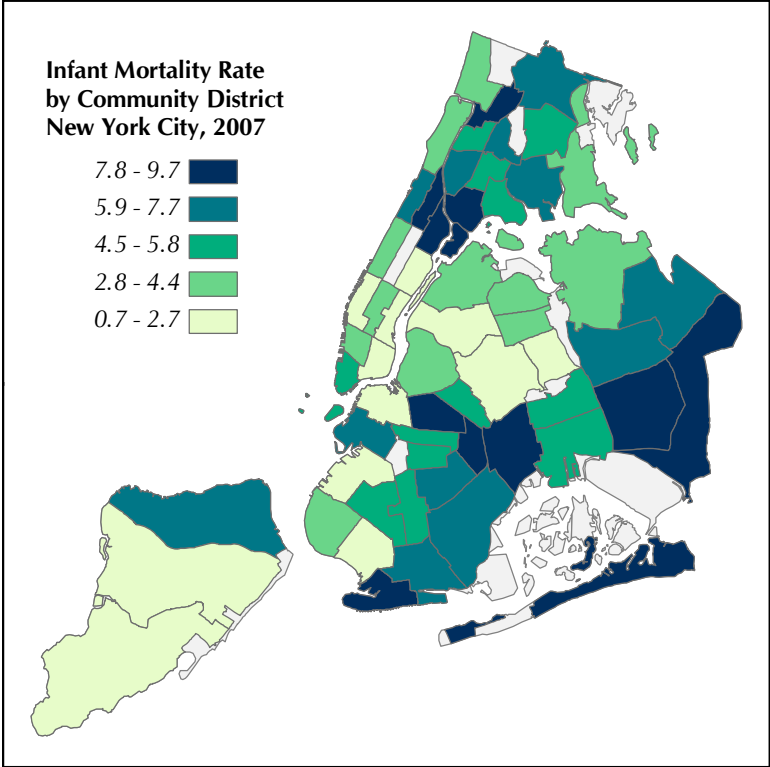 Infant Mortality Rate
by Community District
New York City, 2007
7.8 - 9.7
5.9 - 7.7
4.5 - 5.8
2.8 - 4.4
0.7 - 2.7